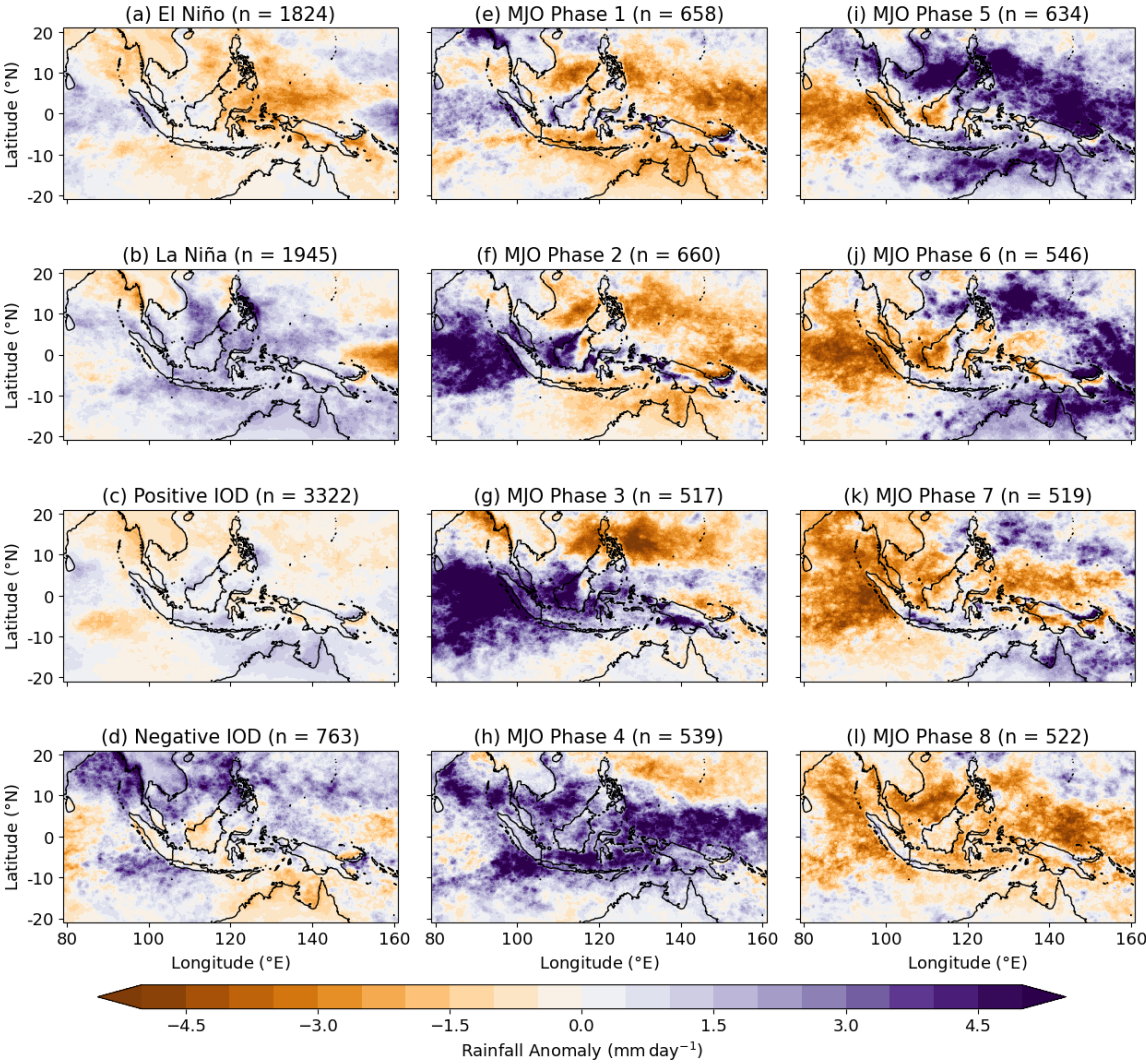 (a) El Niño (n = 1824)
(e) MJO Phase 1 (n = 658)
(i) MJO Phase 5 (n = 634)
Latitude (°N)
20
10
0
-10
-20
(b) La Niña (n = 1945)
(f) MJO Phase 2 (n = 660)
(j) MJO Phase 6 (n = 546)
Latitude (°N)
20
10
0
-10
-20
(c) Positive IOD (n = 3322)
(g) MJO Phase 3 (n = 517)
(k) MJO Phase 7 (n = 519)
Latitude (°N)
20
10
0
-10
-20
(d) Negative IOD (n = 763)
(h) MJO Phase 4 (n = 539)
(l) MJO Phase 8 (n = 522)
Latitude (°N)
20
10
0
-10
-20
80 100 120 140 160
80 100 120 140 160
80 100 120 140 160
Longitude (°E)
Longitude (°E)
Longitude (°E)
−4.5 −3.0 −1.5 0.0 1.5 3.0 4.5
Rainfall Anomaly (mm day⁻¹)